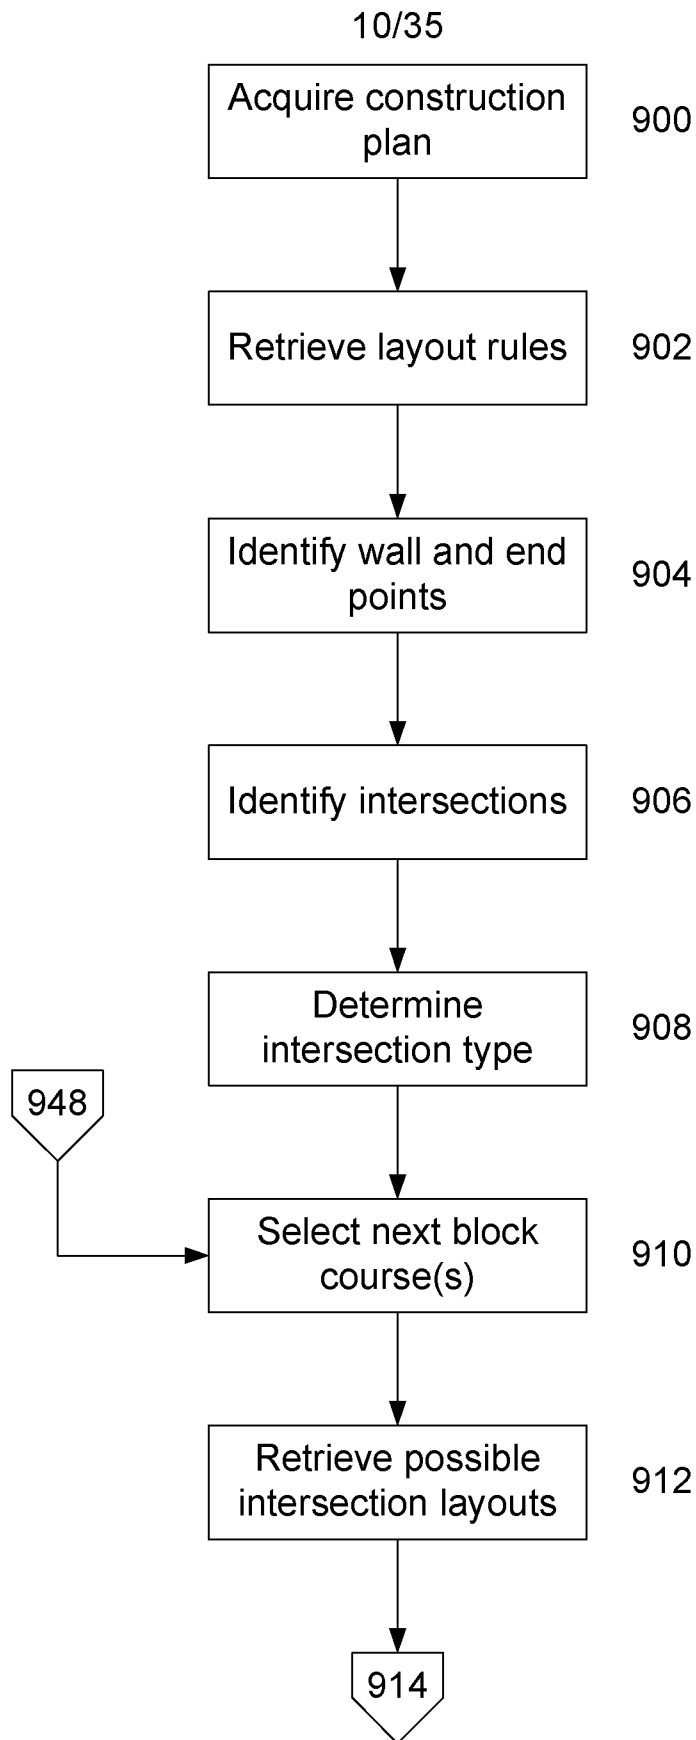 10/35
Acquire construction
plan
900
Retrieve layout rules
902
Identify wall and end
points
904
Identify intersections
906
Determine
intersection type
908
948
Select next block
course(s)
910
Retrieve possible
intersection layouts
912
914